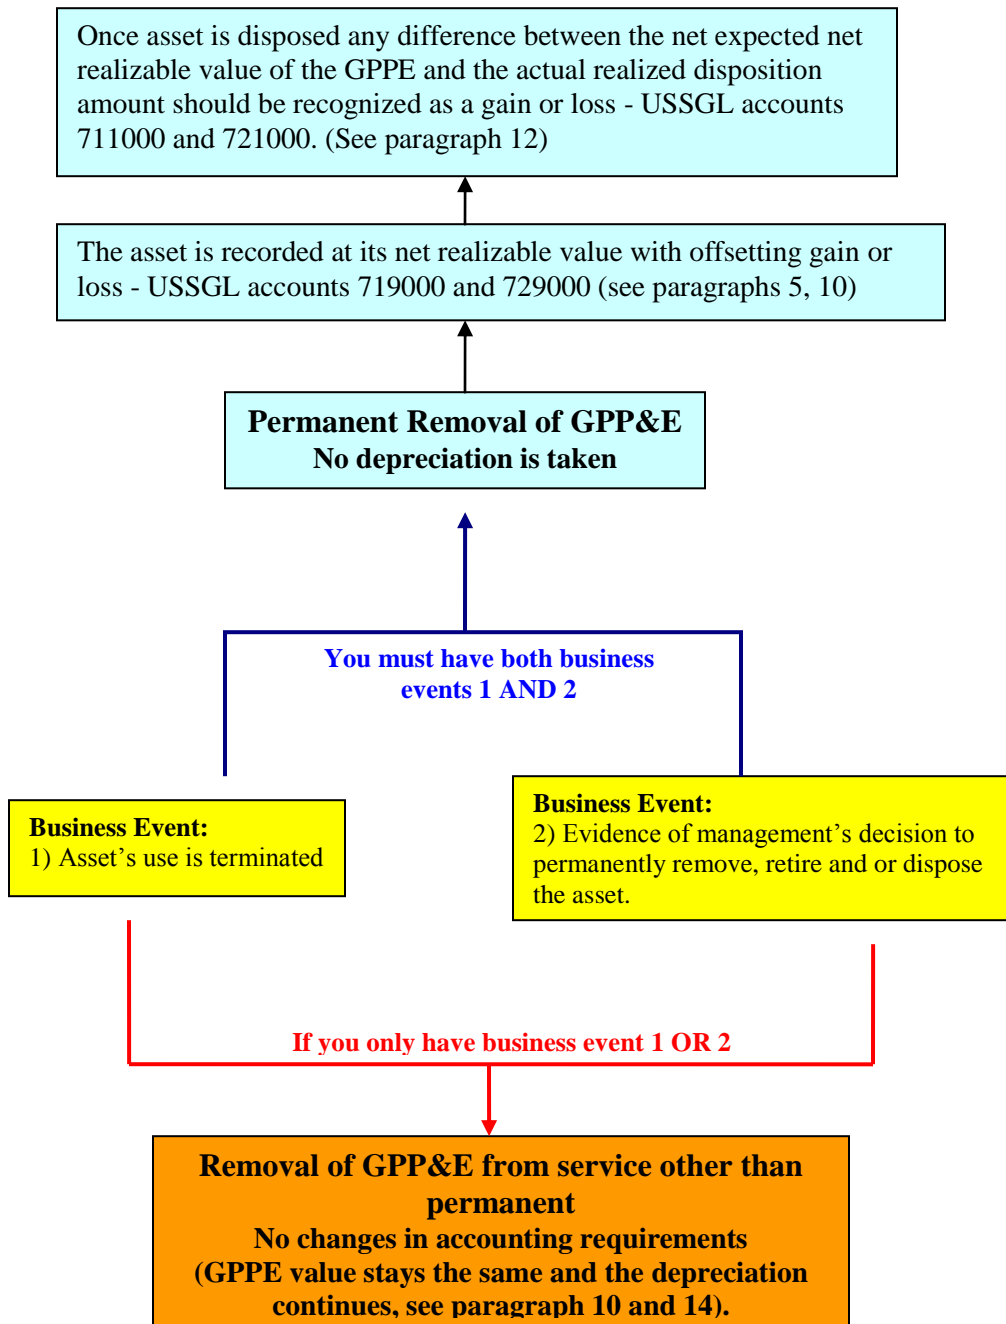 Once asset is disposed any difference between the net expected net
realizable value of the GPPE and the actual realized disposition
amount should be recognized as a gain or loss - USSGL accounts
711000 and 721000. (See paragraph 12)
The asset is recorded at its net realizable value with offsetting gain or
loss - USSGL accounts 719000 and 729000 (see paragraphs 5, 10)
Permanent Removal of GPP&E
No depreciation is taken
You must have both business
events 1 AND 2
Business Event:
1) Asset’s use is terminated
Business Event:
2) Evidence of management’s decision to
permanently remove, retire and or dispose
the asset.
If you only have business event 1 OR 2
Removal of GPP&E from service other than
permanent
No changes in accounting requirements
(GPPE value stays the same and the depreciation
continues, see paragraph 10 and 14).